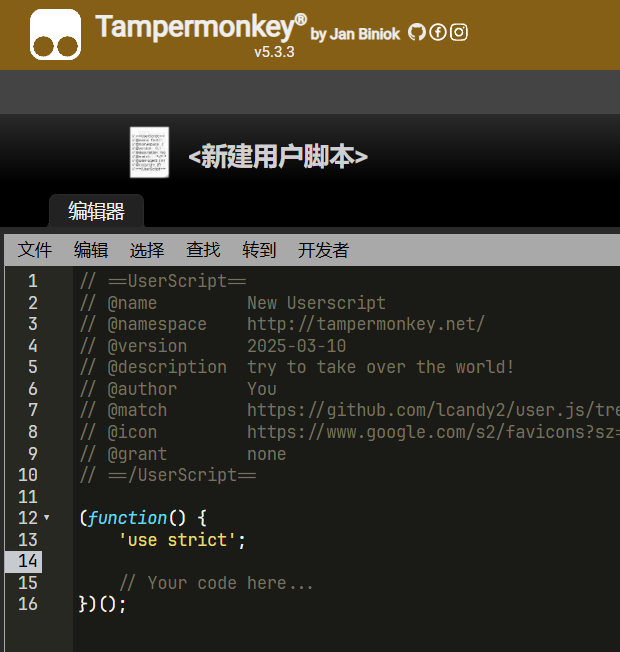 Tampermonkey® by Jan Biniok
v5.3.3
<新建用户脚本>
编辑器
文件 编辑 选择 查找 转到 开发者
1 // ==UserScript==
2 // @name New Userscript
3 // @namespace http://tampermonkey.net/
4 // @version 2025-03-10
5 // @description try to take over the world!
6 // @author You
7 // @match https://github.com/lcandy2/user.js/tre
8 // @icon https://www.google.com/s2/favicons?sz=
9 // @grant none
10 // ==/UserScript==
11
12 (function() {
13 'use strict';
14
15 // Your code here...
16 })();